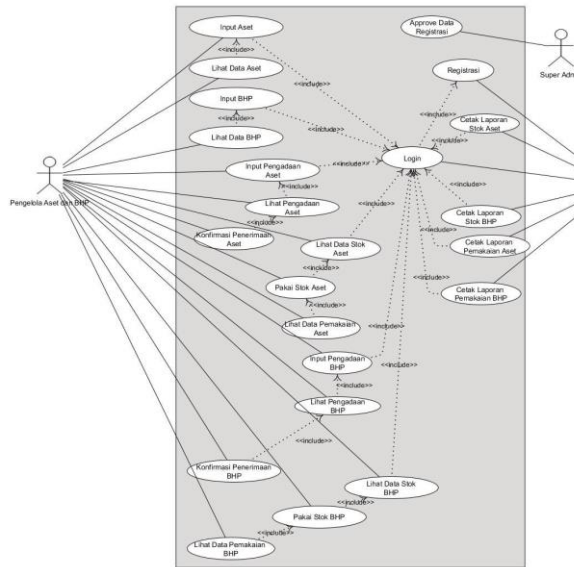 Input Aset
<<include>>
Lihat Data Aset
Input BHP
<<include>>
Lihat Data BHP
Input Pengadaan
Aset
<<include>>
Lihat Pengadaan
Aset
<<include>>
Konfirmasi Penerimaan
Aset
Lihat Data Stok
Aset
<<include>>
Pakai Stok Aset
<<include>>
Lihat Data Pemakaian
Aset
Input Pengadaan
BHP
<<include>>
Lihat Pengadaan
BHP
<<include>>
Konfirmasi Penerimaan
BHP
Lihat Data Stok
BHP
<<include>>
Pakai Stok BHP
<<include>>
Lihat Data Pemakaian
BHP
Pengelola Aset dan BHP
Approve Data
Registrasi
Super Adm
Registrasi
<<include>>
<<include>>
<<include>>
<<include>>
<<include>>
Cetak Laporan
Stok Aset
<<include>>
Login
<<include>>
<<include>>
Cetak Laporan
Stok BHP
<<include>>
Cetak Laporan
Pemakaian Aset
<<include>>
Cetak Laporan
Pemakaian BHP
<<include>>
<<include>>